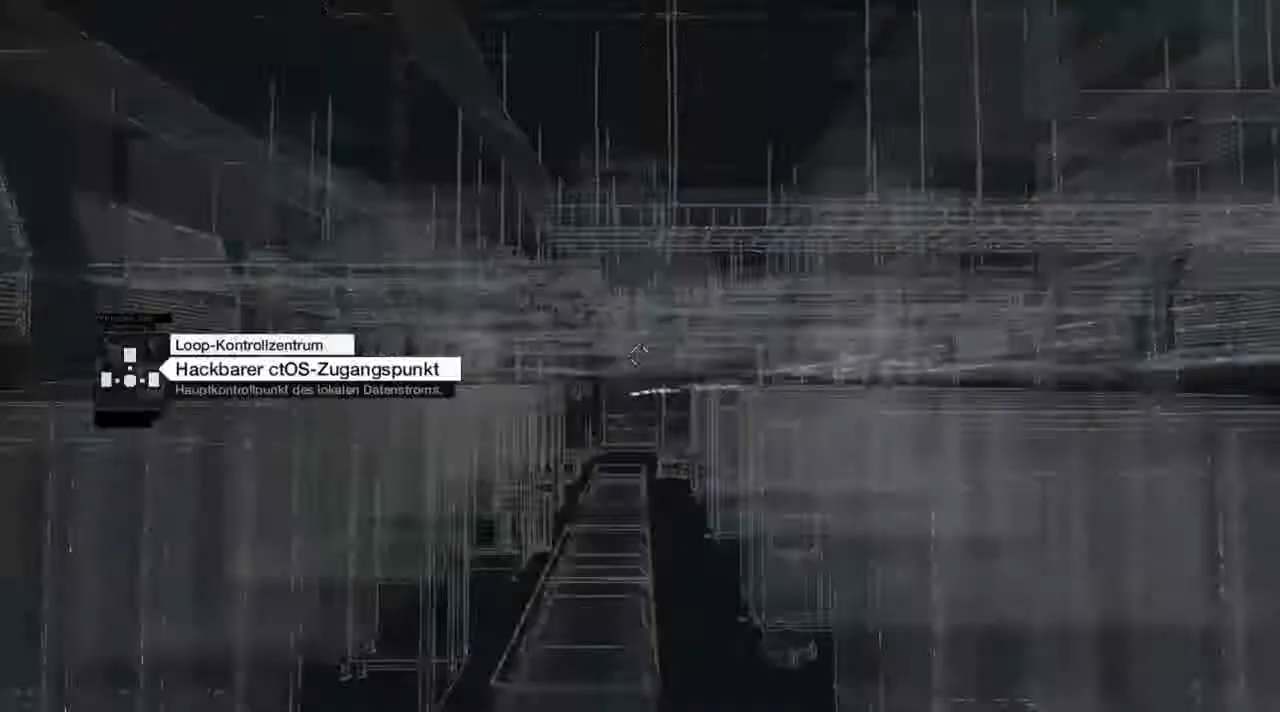 Loop-Kontrollzentrum
Hackbarer ctOS-Zugangspunkt
Hauptkontrollpunkt des lokalen Datenstroms.